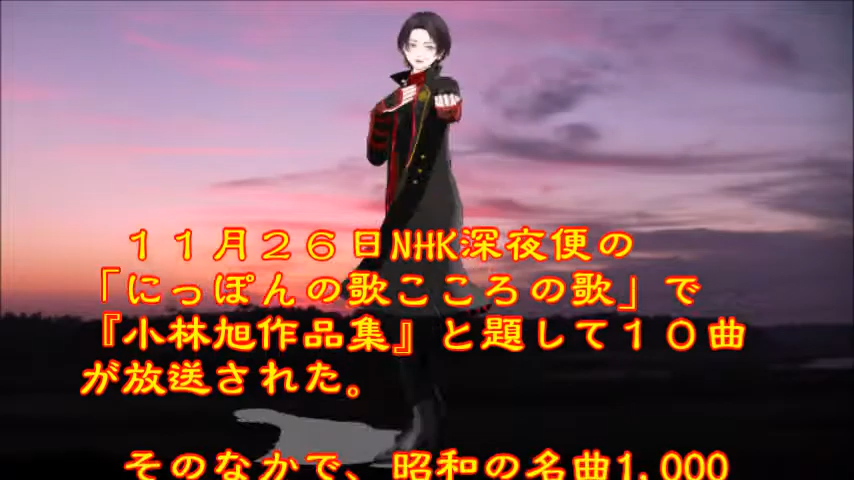 １１月２６日NHK深夜便の
「にっぽんの歌こころの歌」で
『小林旭作品集』と題して１０曲
が放送された。
そのなかで、昭和の名曲1,000